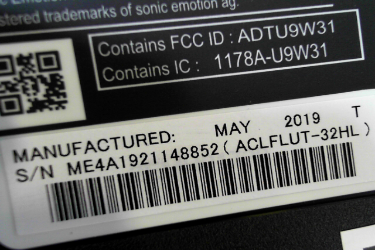 stered trademarks of sonic emotion ag.
Contains FCC ID : ADTU9W31
Contains IC : 1178A-U9W31
MANUFACTURED: MAY 2019 T
S/N ME4A1921148852 ( ACLFLUT-32HL )